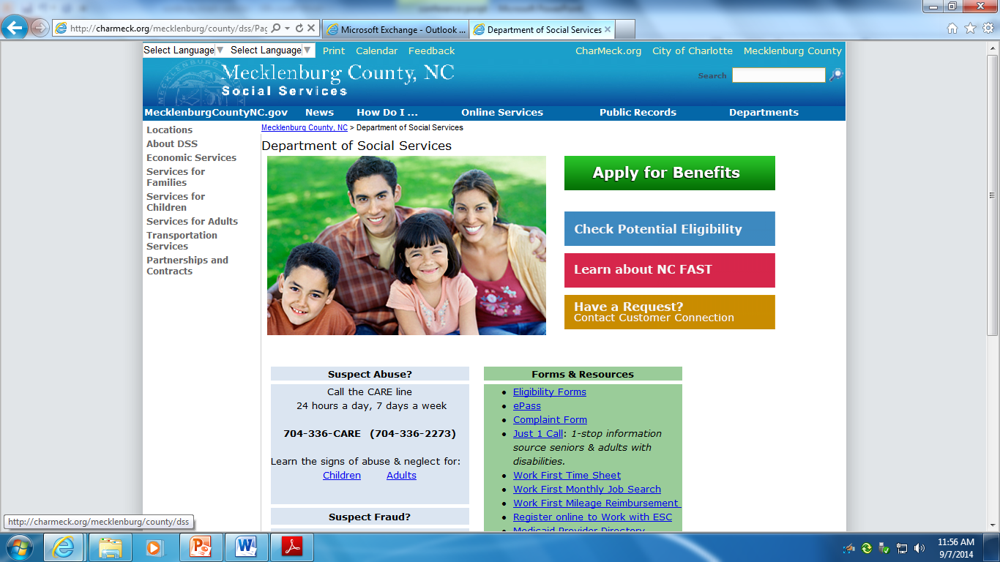 http://charmeck.org/mecklenburg/county/dss/Pag
Microsoft Exchange - Outlook ...
Department of Social Services
Select Language
Select Language
Print
Calendar
Feedback
CharMeck.org
City of Charlotte
Mecklenburg County
Mecklenburg County, NC
Social Services
Search
MecklenburgCountyNC.gov
News
How Do I ...
Online Services
Public Records
Departments
Locations
About DSS
Economic Services
Services for
Families
Services for
Children
Services for Adults
Transportation
Services
Partnerships and
Contracts
Mecklenburg County, NC > Department of Social Services
Department of Social Services
Apply for Benefits
Check Potential Eligibility
Learn about NC FAST
Have a Request?
Contact Customer Connection
Suspect Abuse?
Call the CARE line
24 hours a day, 7 days a week
704-336-CARE (704-336-2273)
Learn the signs of abuse & neglect for:
Children Adults
Suspect Fraud?
Forms & Resources
Eligibility Forms
ePass
Complaint Form
Just 1 Call: 1-stop information
source seniors & adults with
disabilities.
Work First Time Sheet
Work First Monthly Job Search
Work First Mileage Reimbursement
Register online to Work with ESC
Medicaid Provider Directory
http://charmeck.org/mecklenburg/county/dss
11:56 AM
9/7/2014